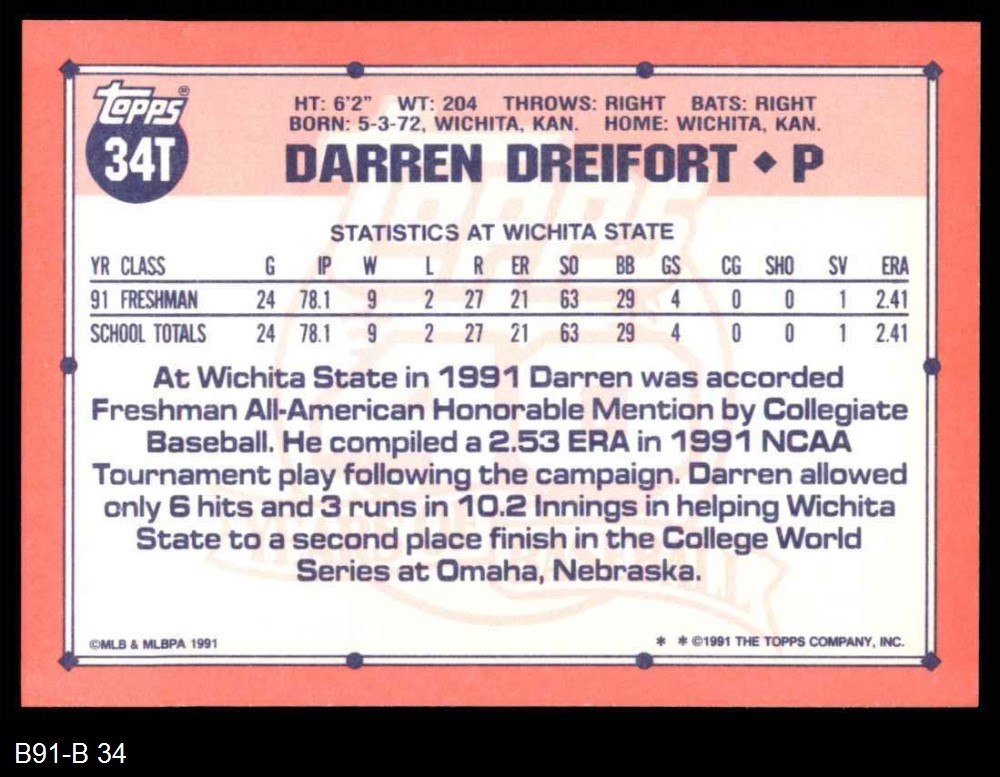 topps®
34T
HT: 6'2" WT: 204 THROWS: RIGHT BATS: RIGHT
BORN: 5-3-72, WICHITA, KAN. HOME: WICHITA, KAN.
DARREN DREIFORT ◆ P
STATISTICS AT WICHITA STATE
YR CLASS G IP W L R ER SO BB GS CG SHO SV ERA
91 FRESHMAN 24 78.1 9 2 27 21 63 29 4 0 0 1 2.41
SCHOOL TOTALS 24 78.1 9 2 27 21 63 29 4 0 0 1 2.41
At Wichita State in 1991 Darren was accorded
Freshman All-American Honorable Mention by Collegiate
Baseball. He compiled a 2.53 ERA in 1991 NCAA
Tournament play following the campaign. Darren allowed
only 6 hits and 3 runs in 10.2 Innings in helping Wichita
State to a second place finish in the College World
Series at Omaha, Nebraska.
TOPPS
40
YEARS OF BASEBALL
©MLB & MLBPA 1991
* * ©1991 THE TOPPS COMPANY, INC.
B91-B 34